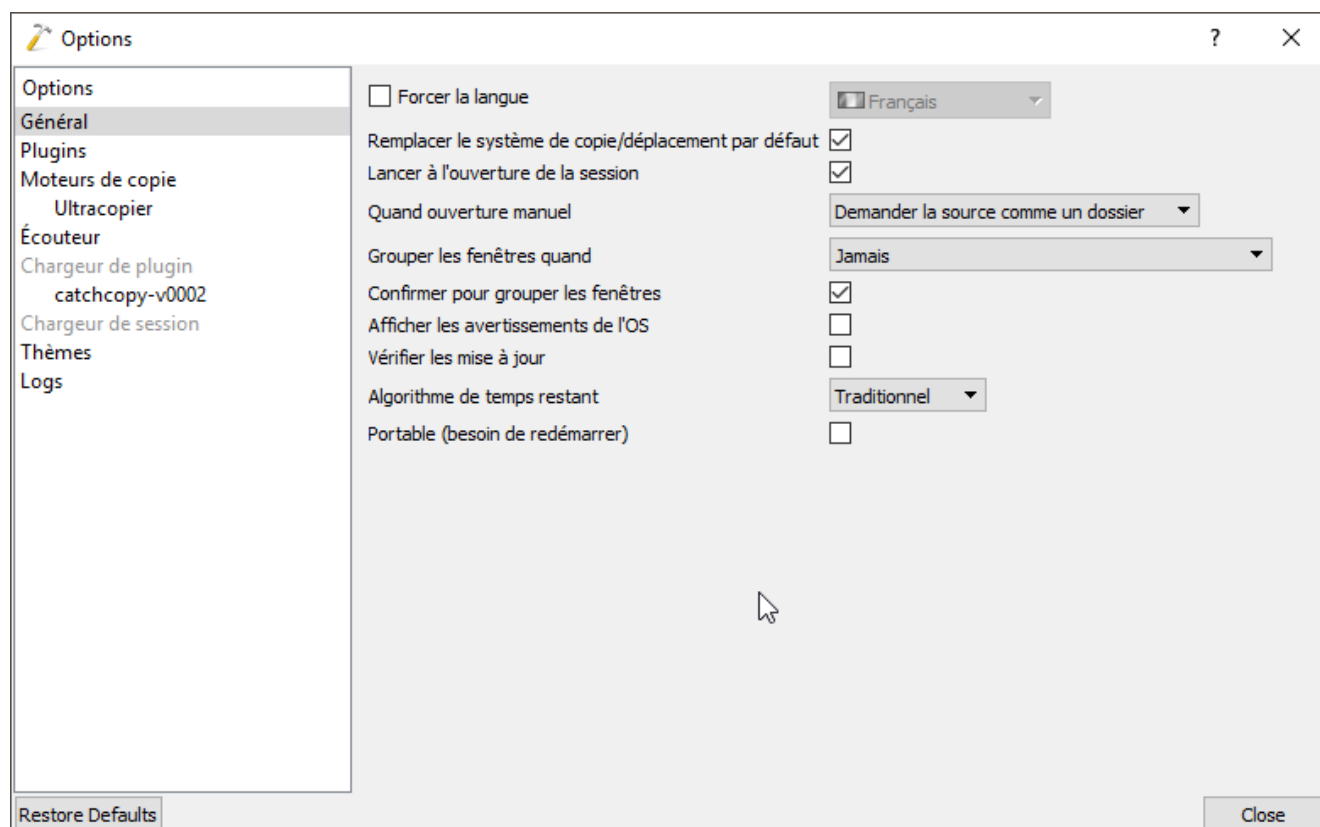 Options
?
Options
Général
Plugins
Moteurs de copie
Ultracopier
Écouteur
Chargeur de plugin
catchcopy-v0002
Chargeur de session
Thèmes
Logs
Forcer la langue
Français
Remplacer le système de copie/déplacement par défaut
Lancer à l'ouverture de la session
Quand ouverture manuel
Demander la source comme un dossier
Grouper les fenêtres quand
Jamais
Confirmer pour grouper les fenêtres
Afficher les avertissements de l'OS
Vérifier les mise à jour
Algorithme de temps restant
Traditionnel
Portable (besoin de redémarrer)
Restore Defaults
Close